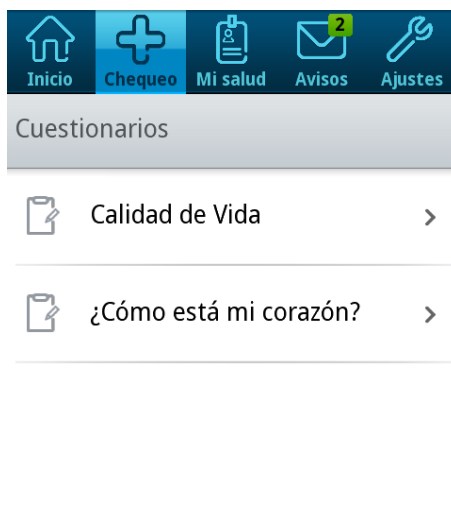 2
Inicio
Chequeo
Mi salud
Avisos
Ajustes
Cuestionarios
Calidad de Vida
¿Cómo está mi corazón?